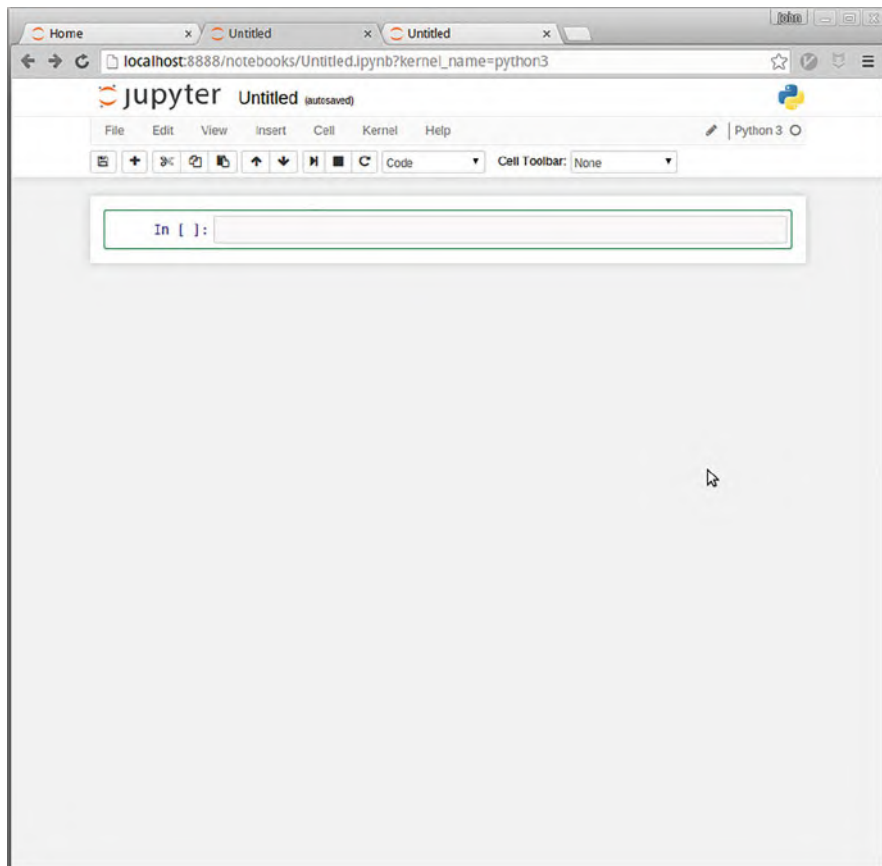 John
Home Untitled Untitled
localhost:8888/notebooks/Untitled.ipynb?kernel_name=python3
jupyter Untitled (autosaved)
File Edit View Insert Cell Kernel Help Python 3
Code Cell Toolbar: None
In [ ]: